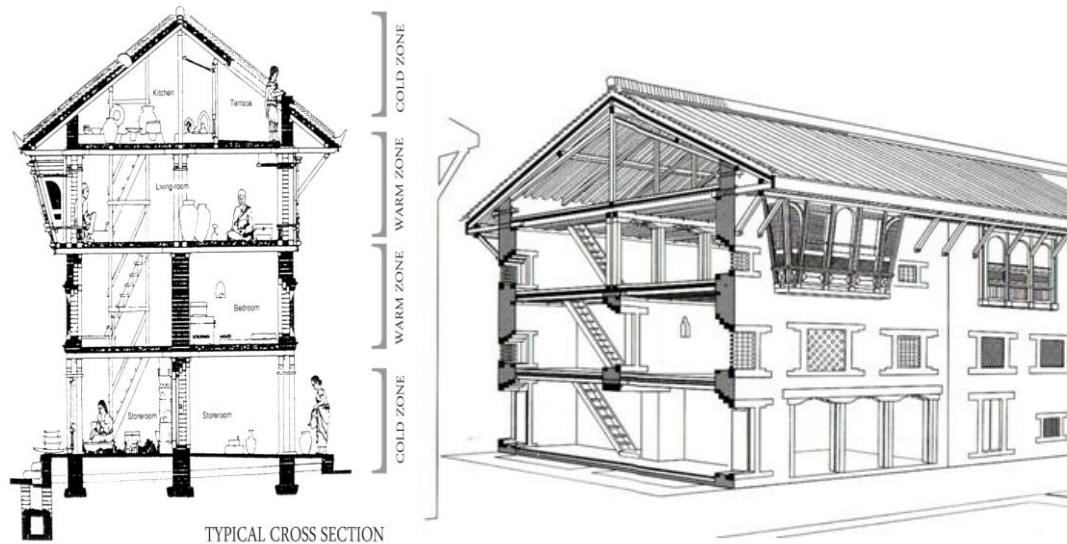 Kitchen
Terrace
COLD ZONE
Living-room
WARM ZONE
Bedroom
WARM ZONE
Storeroom
Storeroom
COLD ZONE
TYPICAL CROSS SECTION